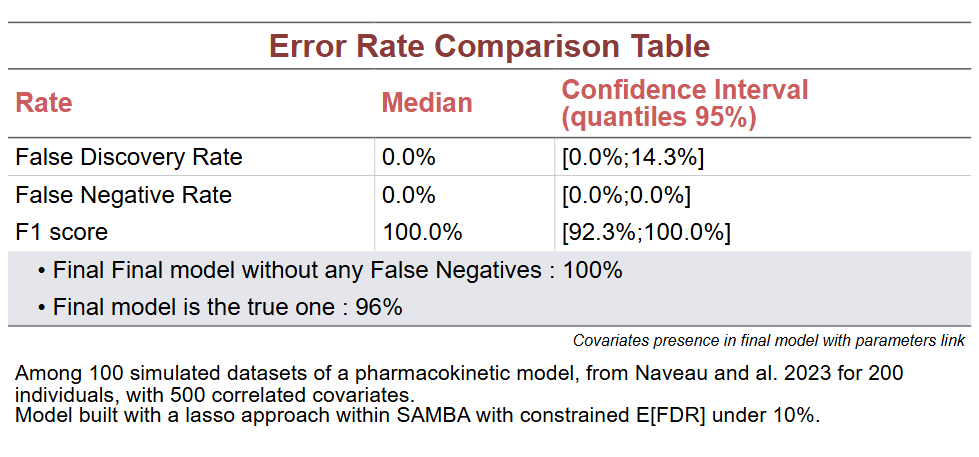 Error Rate Comparison Table
Rate Median Confidence Interval
(quantiles 95%)
False Discovery Rate 0.0% [0.0%;14.3%]
False Negative Rate 0.0% [0.0%;0.0%]
F1 score 100.0% [92.3%;100.0%]
• Final Final model without any False Negatives : 100%
• Final model is the true one : 96%
Covariates presence in final model with parameters link
Among 100 simulated datasets of a pharmacokinetic model, from Naveau and al. 2023 for 200
individuals, with 500 correlated covariates.
Model built with a lasso approach within SAMBA with constrained E[FDR] under 10%.